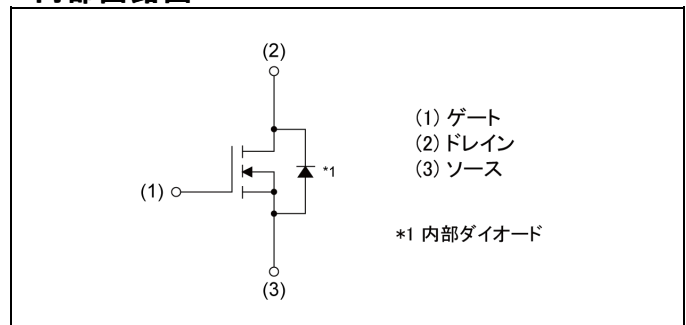 (2)
(1) ゲート
(2) ドレイン
(3) ソース
*1
(1)
*1 内部ダイオード
(3)